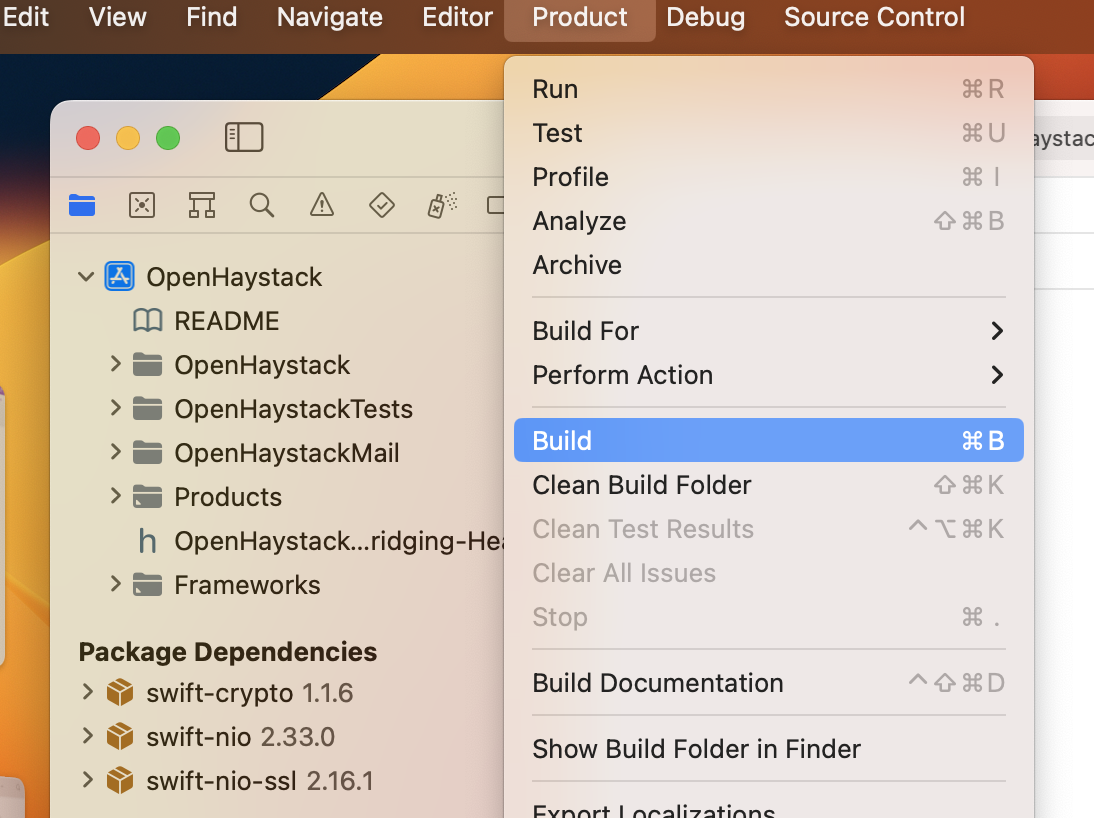 Edit View Find Navigate Editor Product Debug Source Control
Run ⌘R
Test ⌘U
Profile ⌘I
Analyze ⇧⌘B
Archive
Build For
Perform Action
Build ⌘B
Clean Build Folder ⇧⌘K
Clean Test Results ^⌥⌘K
Clear All Issues
Stop ⌘.
Build Documentation ^⇧⌘D
Show Build Folder in Finder
Export Localizations...
OpenHaystack
README
OpenHaystack
OpenHaystackTests
OpenHaystackMail
Products
h OpenHaystack...ridging-Hea
Frameworks
Package Dependencies
swift-crypto 1.1.6
swift-nio 2.33.0
swift-nio-ssl 2.16.1
aystac